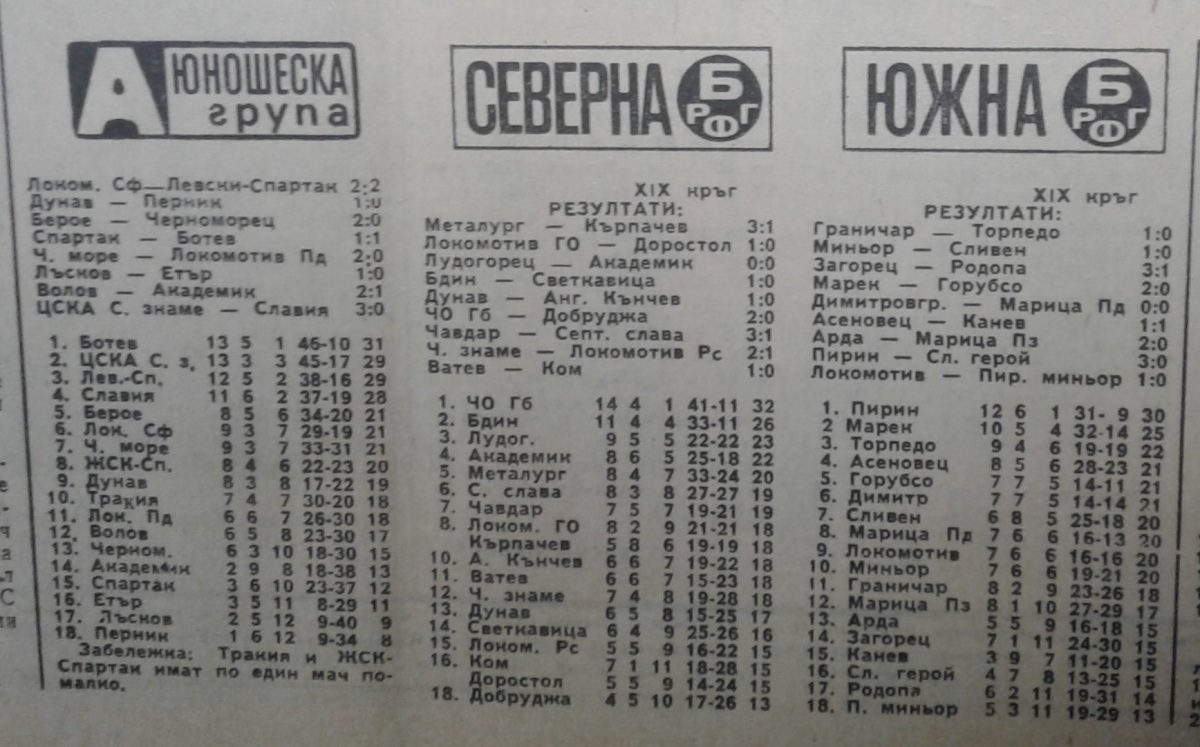 А ЮНОШЕСКА
група
Локом. Сф—Левски-Спартак 2:2
Дунав — Перник 1:0
Берое — Черноморец 2:0
Спартак — Ботев 1:1
Ч. море — Локомотив Пд 2:0
Лъсков — Етър 1:0
Волов — Академик 2:1
ЦСКА С. знаме — Славия 3:0
1. Ботев 13 5 1 46-10 31
2. ЦСКА С. з. 13 3 3 45-17 29
3. Лев.-Сп. 12 5 2 38-16 29
4. Славия 11 6 2 37-19 28
5. Берое 8 5 6 34-20 21
6. Лок. Сф 9 3 7 29-19 21
7. Ч. море 9 3 7 33-31 21
8. ЖСК-Сп. 8 4 6 22-23 20
9. Дунав 8 3 8 17-22 19
10. Тракия 7 4 7 30-20 18
11. Лок. Пд 6 6 7 26-30 18
12. Волов 6 5 8 23-30 17
13. Черном. 6 3 10 18-30 15
14. Академик 2 9 8 18-38 13
15. Спартак 3 6 10 23-37 12
16. Етър 3 5 11 8-29 11
17. Лъсков 2 5 12 9-40 9
18. Перник 1 6 12 9-34 8
Забележка: Тракия и ЖСК-
Спартак имат по един мач по-
малко.
СЕВЕРНА Б
РФГ
XIX кръг
РЕЗУЛТАТИ:
Металург — Кърпачев 3:1
Локомотив ГО — Доростол 1:0
Лудогорец — Академик 0:0
Бдин — Светкавица 1:0
Дунав — Анг. Кънчев 1:0
ЧО Гб — Добруджа 2:0
Чавдар — Септ. слава 3:1
Ч. знаме — Локомотив Рс 2:1
Ватев — Ком 1:0
1. ЧО Гб 14 4 1 41-11 32
2. Бдин 11 4 4 33-11 26
3. Лудог. 9 5 5 22-22 23
4. Академик 8 6 5 25-18 22
5. Металург 8 4 7 33-24 20
6. С. слава 8 3 8 27-27 19
7. Чавдар 7 5 7 19-21 19
8. Локом. ГО 8 2 9 21-21 18
Кърпачев 5 8 6 19-19 18
10. А. Кънчев 6 6 7 19-22 18
11. Ватев 6 6 7 15-23 18
12. Ч. знаме 7 4 8 19-28 18
13. Дунав 6 5 8 15-25 17
14. Светкавица 6 4 9 25-26 16
15. Локом. Рс 5 5 9 16-22 15
16. Ком 7 1 11 18-28 15
Доростол 5 5 9 14-24 15
18. Добруджа 4 5 10 17-26 13
ЮЖНА Б
РФГ
XIX кръг
РЕЗУЛТАТИ:
Граничар — Торпедо 1:0
Миньор — Сливен 1:0
Загорец — Родопа 3:1
Марек — Горубсо 2:0
Димитровгр. — Марица Пд 0:0
Асеновец — Канев 1:1
Арда — Марица Пз 2:0
Пирин — Сл. герой 3:0
Локомотив — Пир. миньор 1:0
1. Пирин 12 6 1 31- 9 30
2 Марек 10 5 4 32-14 25
3. Торпедо 9 4 6 19-19 22
4. Асеновец 8 5 6 28-23 21
5. Горубсо 7 7 5 14-11 21
6. Димитр 7 7 5 14-14 21
7. Сливен 6 8 5 25-18 20
8. Марица Пд 7 6 6 16-13 20
9. Локомотив 7 6 6 16-16 20
10. Миньор 7 6 6 19-21 20
11. Граничар 8 2 9 23-26 18
12. Марица Пз 8 1 10 27-29 17
13. Арда 5 5 9 16-18 15
14. Загорец 7 1 11 24-30 15
15. Канев 3 9 7 11-20 15
16. Сл. герой 4 7 8 13-25 15
17. Родопа 6 2 11 19-31 14
18. П. миньор 5 3 11 19-29 13